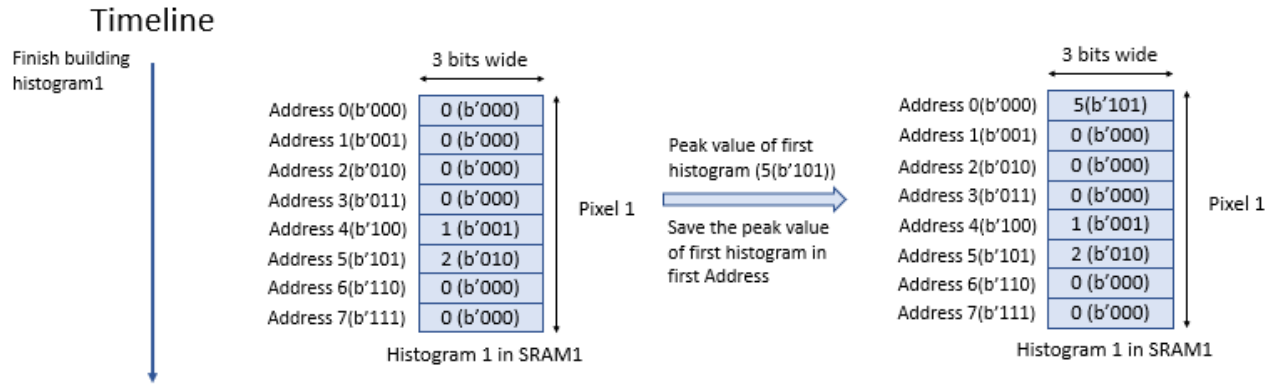 Timeline
Finish building
histogram1
3 bits wide
Address 0(b'000) 0 (b'000)
Address 1(b'001) 0 (b'000)
Address 2(b'010) 0 (b'000)
Address 3(b'011) 0 (b'000)
Address 4(b'100) 1 (b'001)
Address 5(b'101) 2 (b'010)
Address 6(b'110) 0 (b'000)
Address 7(b'111) 0 (b'000)
Pixel 1
Histogram 1 in SRAM1
Peak value of first
histogram (5(b'101))
Save the peak value
of first histogram in
first Address
3 bits wide
Address 0(b'000) 5(b'101)
Address 1(b'001) 0 (b'000)
Address 2(b'010) 0 (b'000)
Address 3(b'011) 0 (b'000)
Address 4(b'100) 1 (b'001)
Address 5(b'101) 2 (b'010)
Address 6(b'110) 0 (b'000)
Address 7(b'111) 0 (b'000)
Pixel 1
Histogram 1 in SRAM1